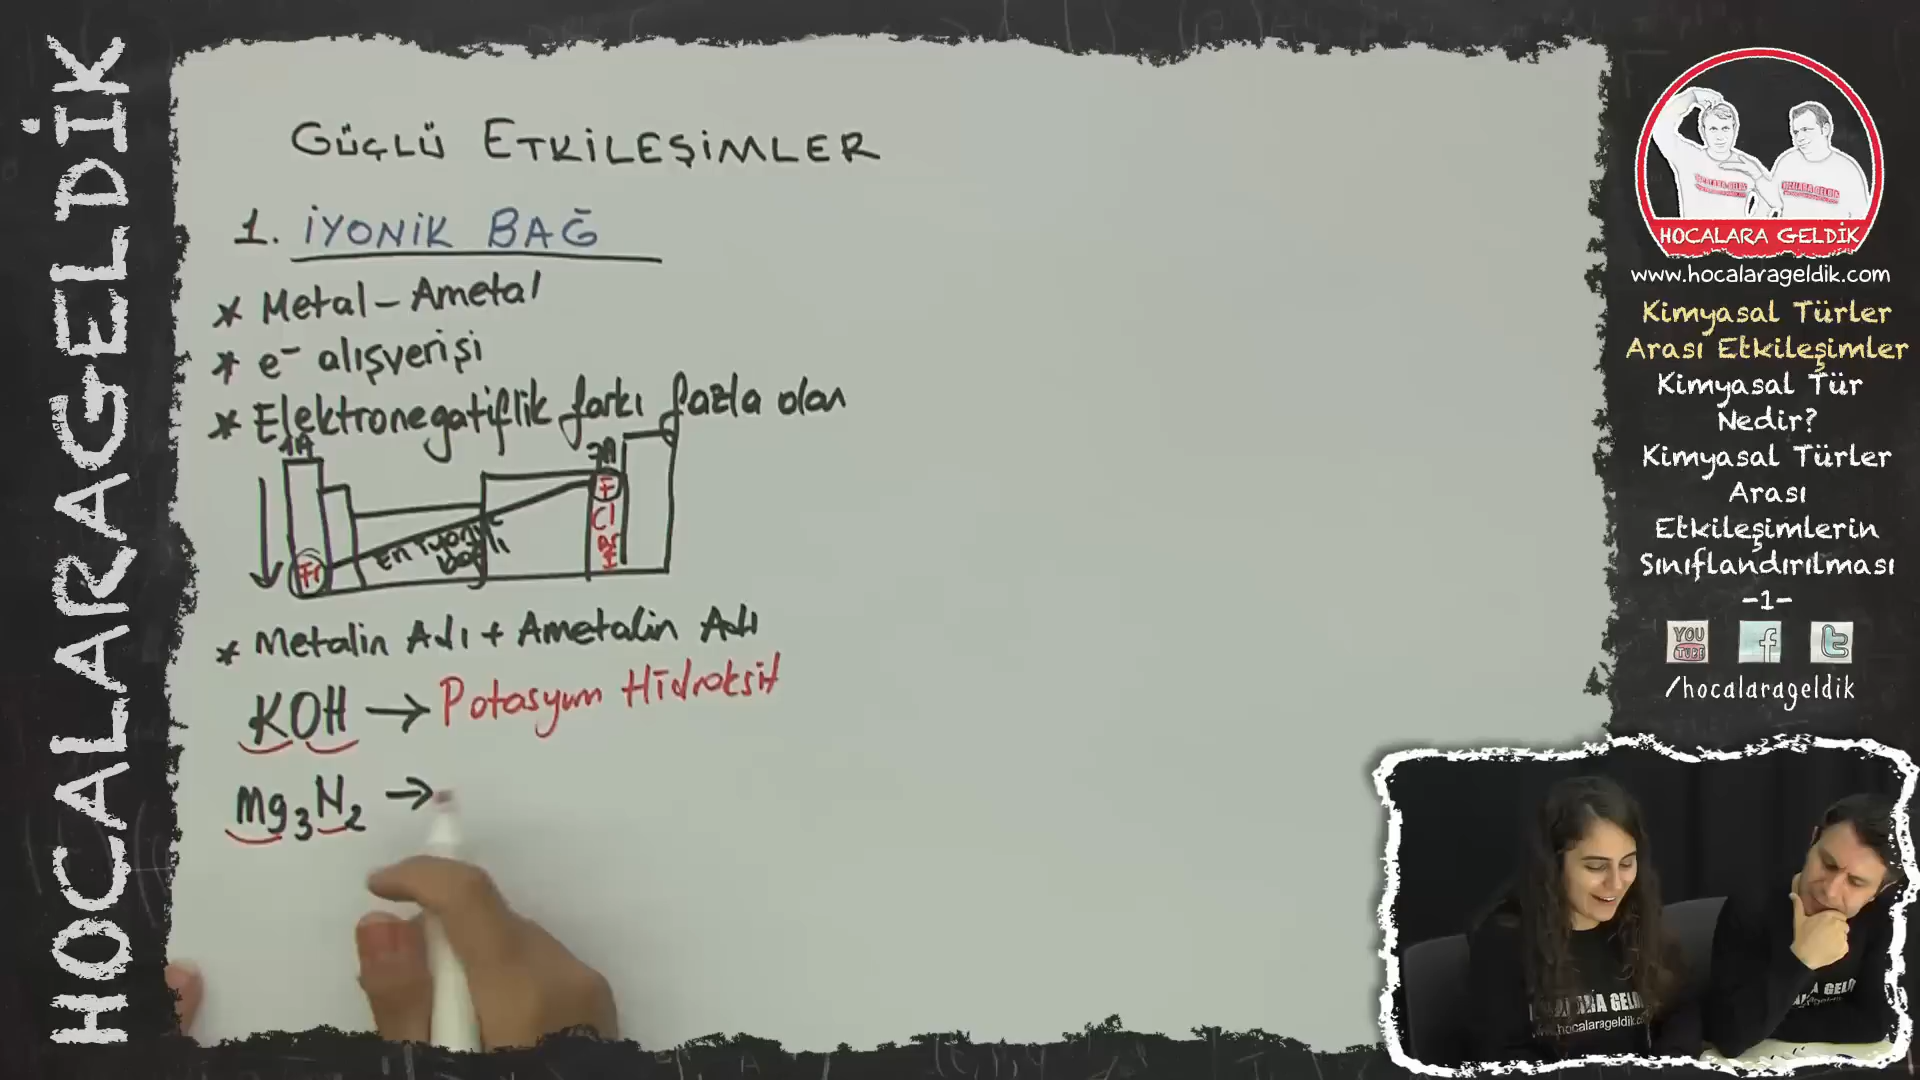 HOCALARAGELDİK
GÜÇLÜ ETKİLEŞİMLER
1. İYONİK BAĞ
* Metal - Ametal
* e⁻ alışverişi
* Elektronegatiflik farkı fazla olan
1A
7A
F
Cl
Br
I
Fr
En iyonik
bağlı
* Metalin Adı + Ametalin Adı
KOH → Potasyum Hidroksit
Mg₃N₂ →
HOCALARA GELDİK
www.hocalarageldik.com
Kimyasal Türler
Arası Etkileşimler
Kimyasal Tür
Nedir?
Kimyasal Türler
Arası
Etkileşimlerin
Sınıflandırılması
-1-
YOU
TUBE
f
t
/hocalarageldik